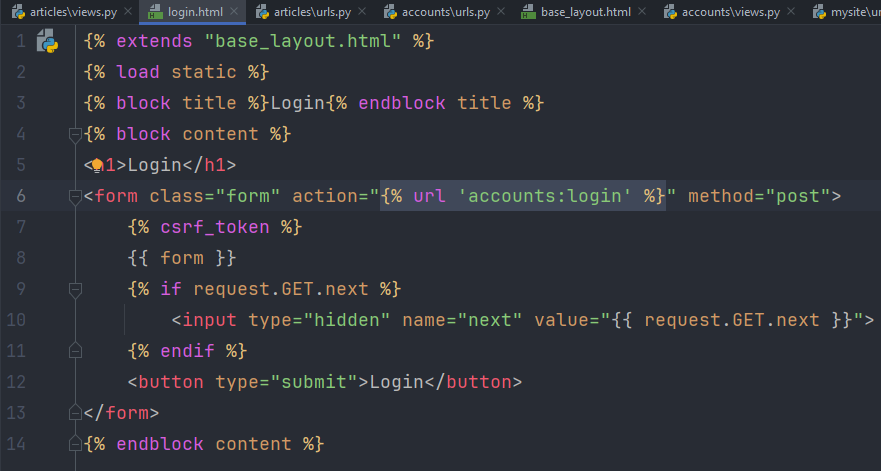 articles\views.py × login.html × articles\urls.py × accounts\urls.py × base_layout.html × accounts\views.py ×
1 {% extends "base_layout.html" %}
2 {% load static %}
3 {% block title %}Login{% endblock title %}
4 {% block content %}
5 <h1>Login</h1>
6 <form class="form" action="{% url 'accounts:login' %}" method="post">
7 {% csrf_token %}
8 {{ form }}
9 {% if request.GET.next %}
10 <input type="hidden" name="next" value="{{ request.GET.next }}">
11 {% endif %}
12 <button type="submit">Login</button>
13 </form>
14 {% endblock content %}